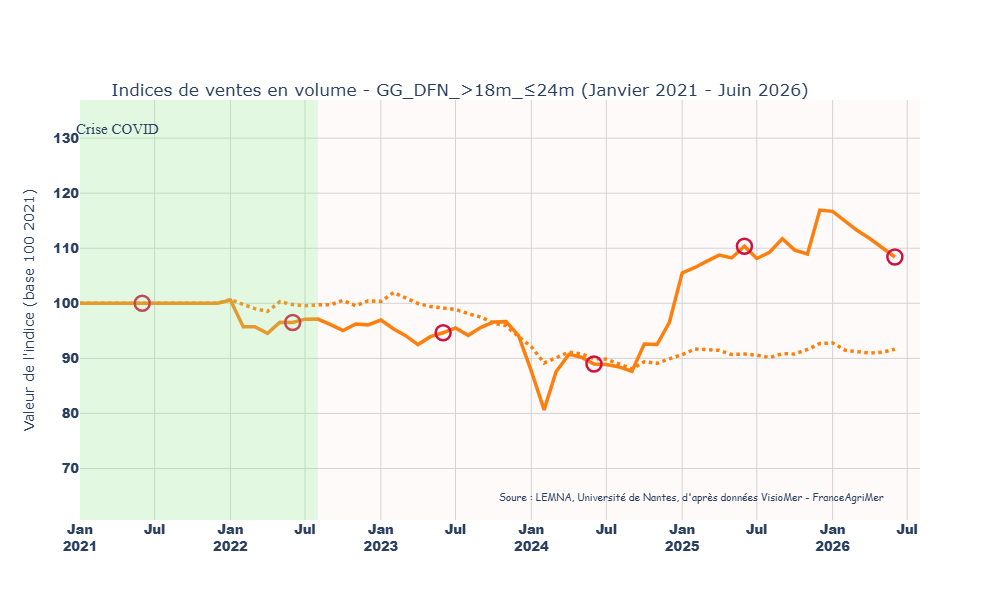 Indices de ventes en volume - GG_DFN_>18m_≤24m (Janvier 2021 - Juin 2026)
Crise COVID
Valeur de l'indice (base 100 2021)
130
120
110
100
90
80
70
Soure : LEMNA, Université de Nantes, d'après données VisioMer - FranceAgriMer
Jan Jul Jan Jul Jan Jul Jan Jul Jan Jul Jan Jul
2021 2022 2023 2024 2025 2026